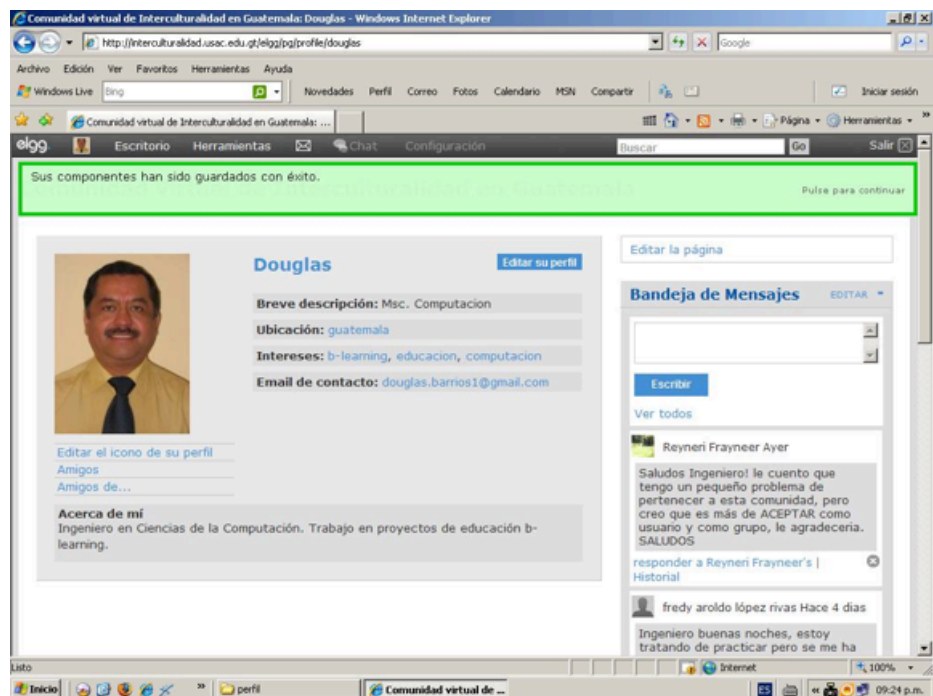 Comunidad virtual de Interculturalidad en Guatemala: Douglas - Windows Internet Explorer
http://interculturalidad.usac.edu.gt/elgg/pg/profile/douglas
Google
Archivo Edición Ver Favoritos Herramientas Ayuda
Windows Live Bing Novedades Perfil Correo Fotos Calendario MSN Compartir Iniciar sesión
Comunidad virtual de Interculturalidad en Guatemala: ... Página Herramientas
elgg Escritorio Herramientas Chat Configuración Buscar Go Salir
Sus componentes han sido guardados con éxito.
Comunidad virtual de Interculturalidad en Guatemala
Pulse para continuar
Douglas
Editar su perfil
Breve descripción: Msc. Computacion
Ubicación: guatemala
Intereses: b-learning, educacion, computacion
Email de contacto: douglas.barrios1@gmail.com
Editar el icono de su perfil
Amigos
Amigos de...
Acerca de mí
Ingeniero en Ciencias de la Computación. Trabajo en proyectos de educación b-
learning.
Editar la página
Bandeja de Mensajes EDITAR
Escribir
Ver todos
Reyneri Frayneer Ayer
Saludos Ingeniero! le cuento que
tengo un pequeño problema de
pertenecer a esta comunidad, pero
creo que es más de ACEPTAR como
usuario y como grupo, le agradeceria.
SALUDOS
responder a Reyneri Frayneer's |
Historial
fredy aroldo lópez rivas Hace 4 dias
Ingeniero buenas noches, estoy
tratando de practicar pero se me ha
Listo Internet 100%
Inicio » perfil Comunidad virtual de ... ES « 09:24 p.m.